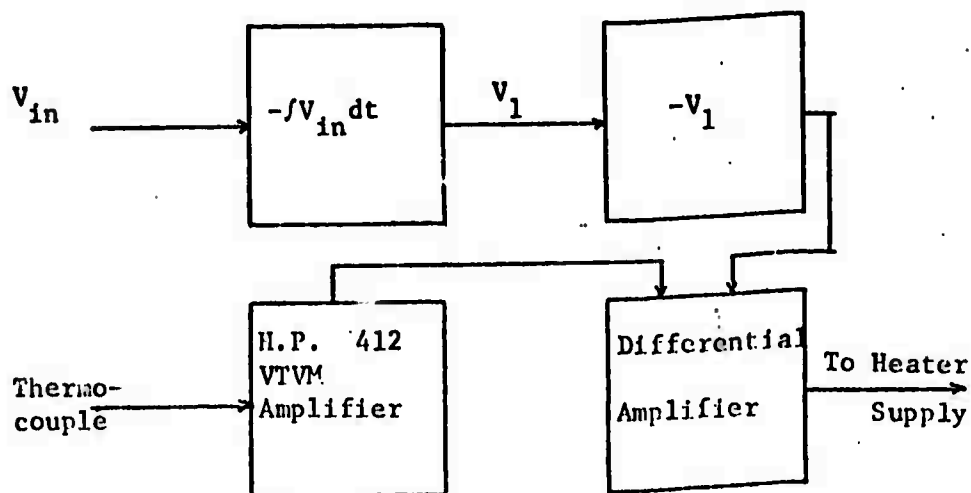 V_in
-∫V_in dt
V_1
-V_1
H.P. 412
VTVM
Amplifier
Differential
Amplifier
Thermo-
couple
To Heater
Supply